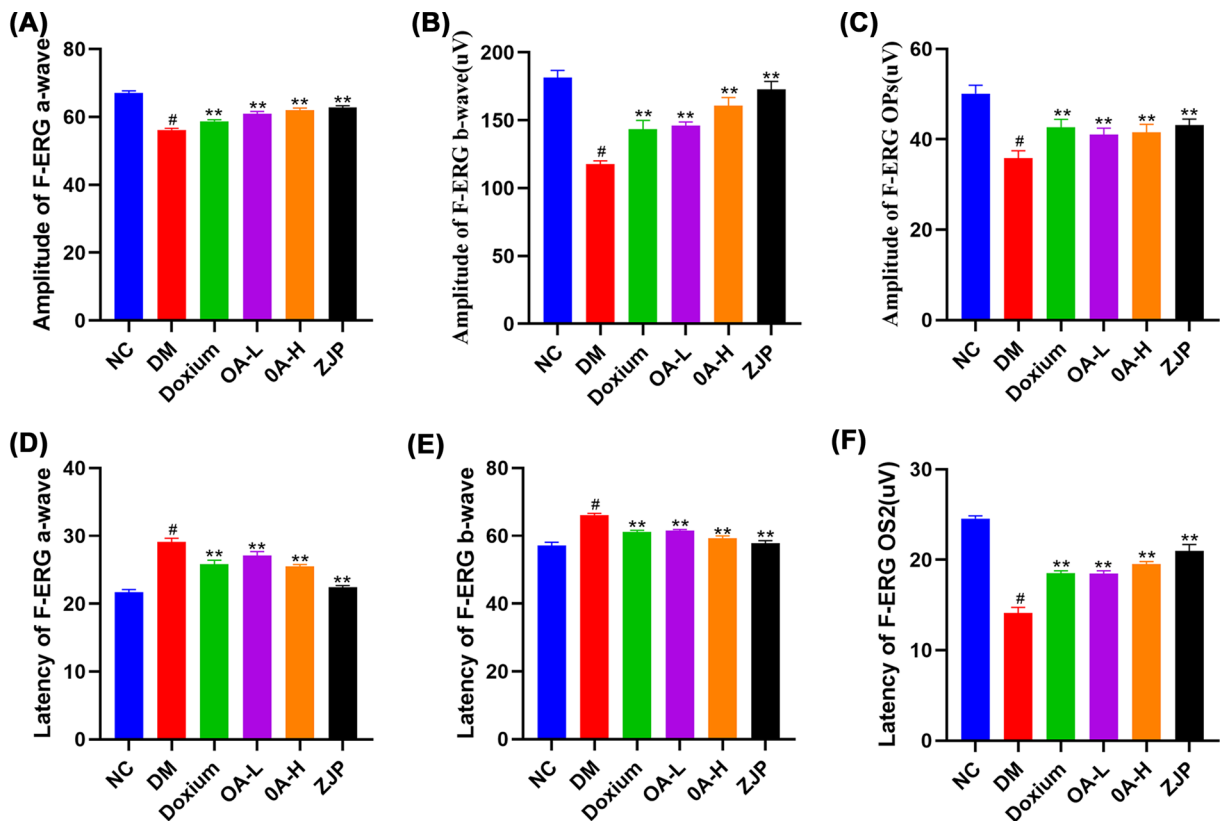 (A)
Amplitude of F-ERG a-wave
80
60
40
20
0
#
**
**
**
**
NC
DM
Doxium
OA-L
0A-H
ZJP
(B)
Amplitude of F-ERG b-wave(uV)
200
150
100
50
0
#
**
**
**
**
NC
DM
Doxium
OA-L
0A-H
ZJP
(C)
Amplitude of F-ERG OPs(uV)
60
40
20
0
#
**
**
**
**
NC
DM
Doxium
OA-L
0A-H
ZJP
(D)
Latency of F-ERG a-wave
40
30
20
10
0
#
**
**
**
**
NC
DM
Doxium
OA-L
0A-H
ZJP
(E)
Latency of F-ERG b-wave
80
60
40
20
0
#
**
**
**
**
NC
DM
Doxium
OA-L
0A-H
ZJP
(F)
Latency of F-ERG OS2(uV)
30
20
10
0
#
**
**
**
**
NC
DM
Doxium
OA-L
0A-H
ZJP